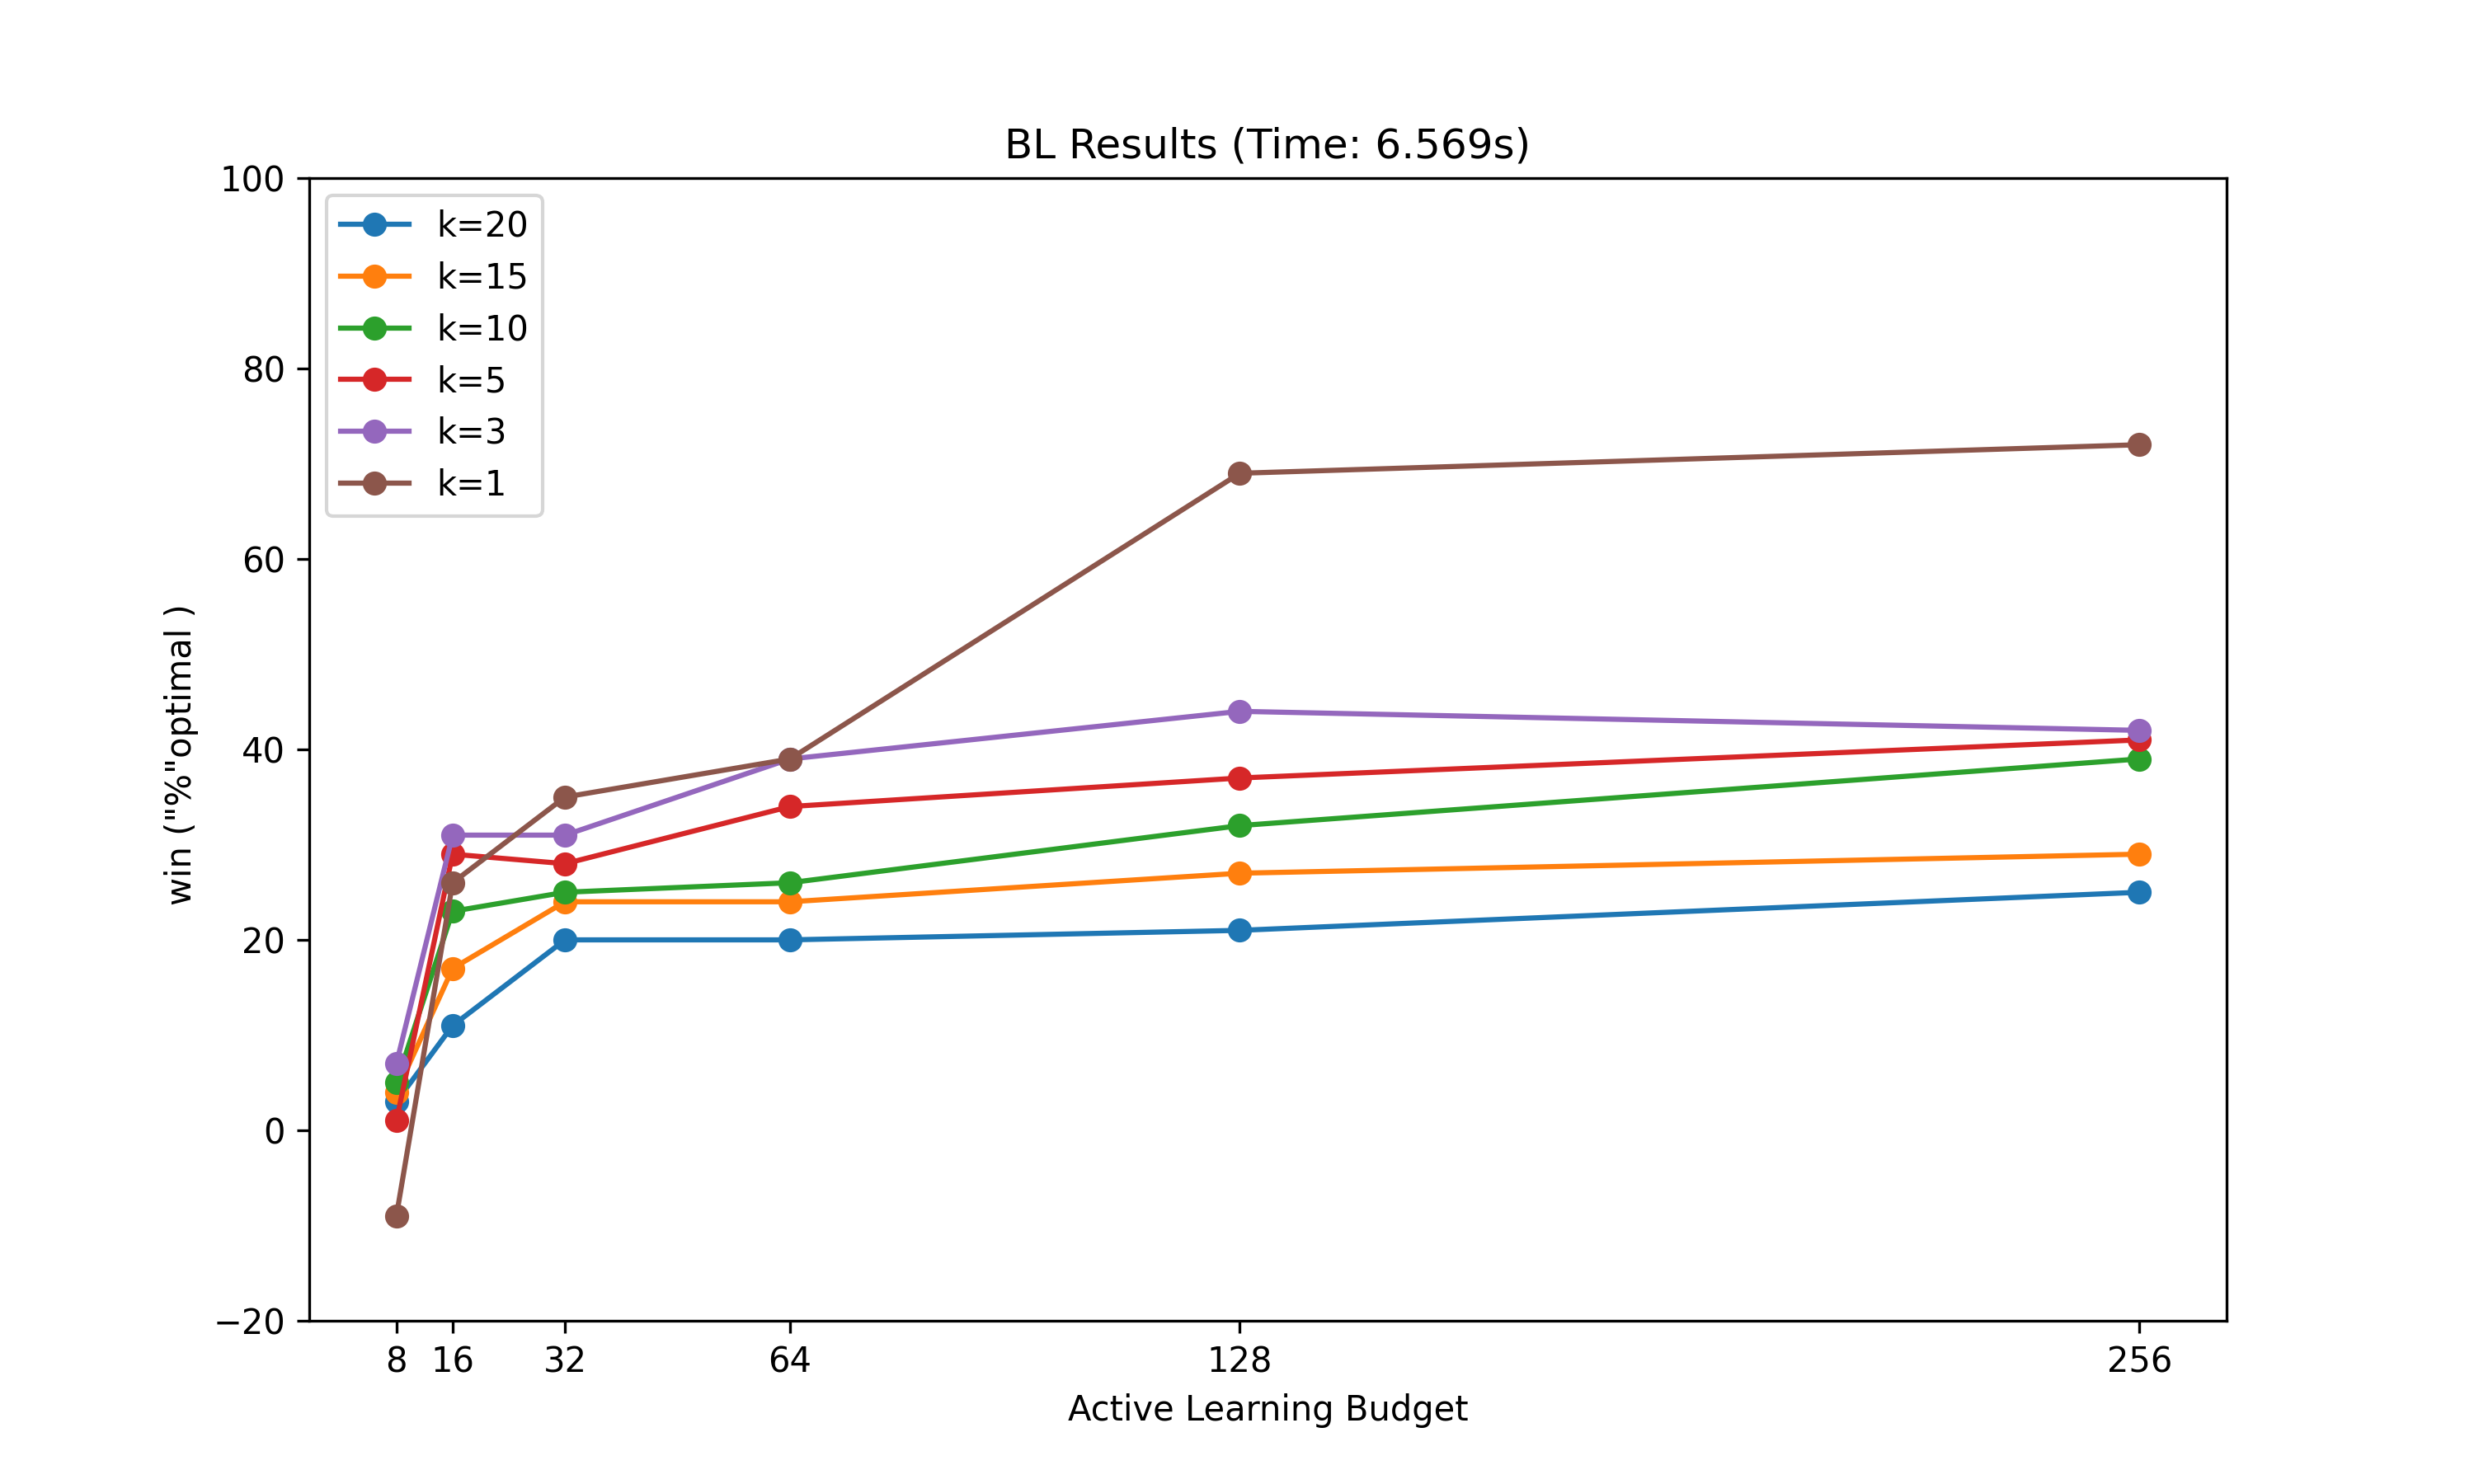 BL Results (Time: 6.569s)
100
80
60
40
20
0
−20
win ("%"optimal )
k=20
k=15
k=10
k=5
k=3
k=1
8 16 32 64 128 256
Active Learning Budget